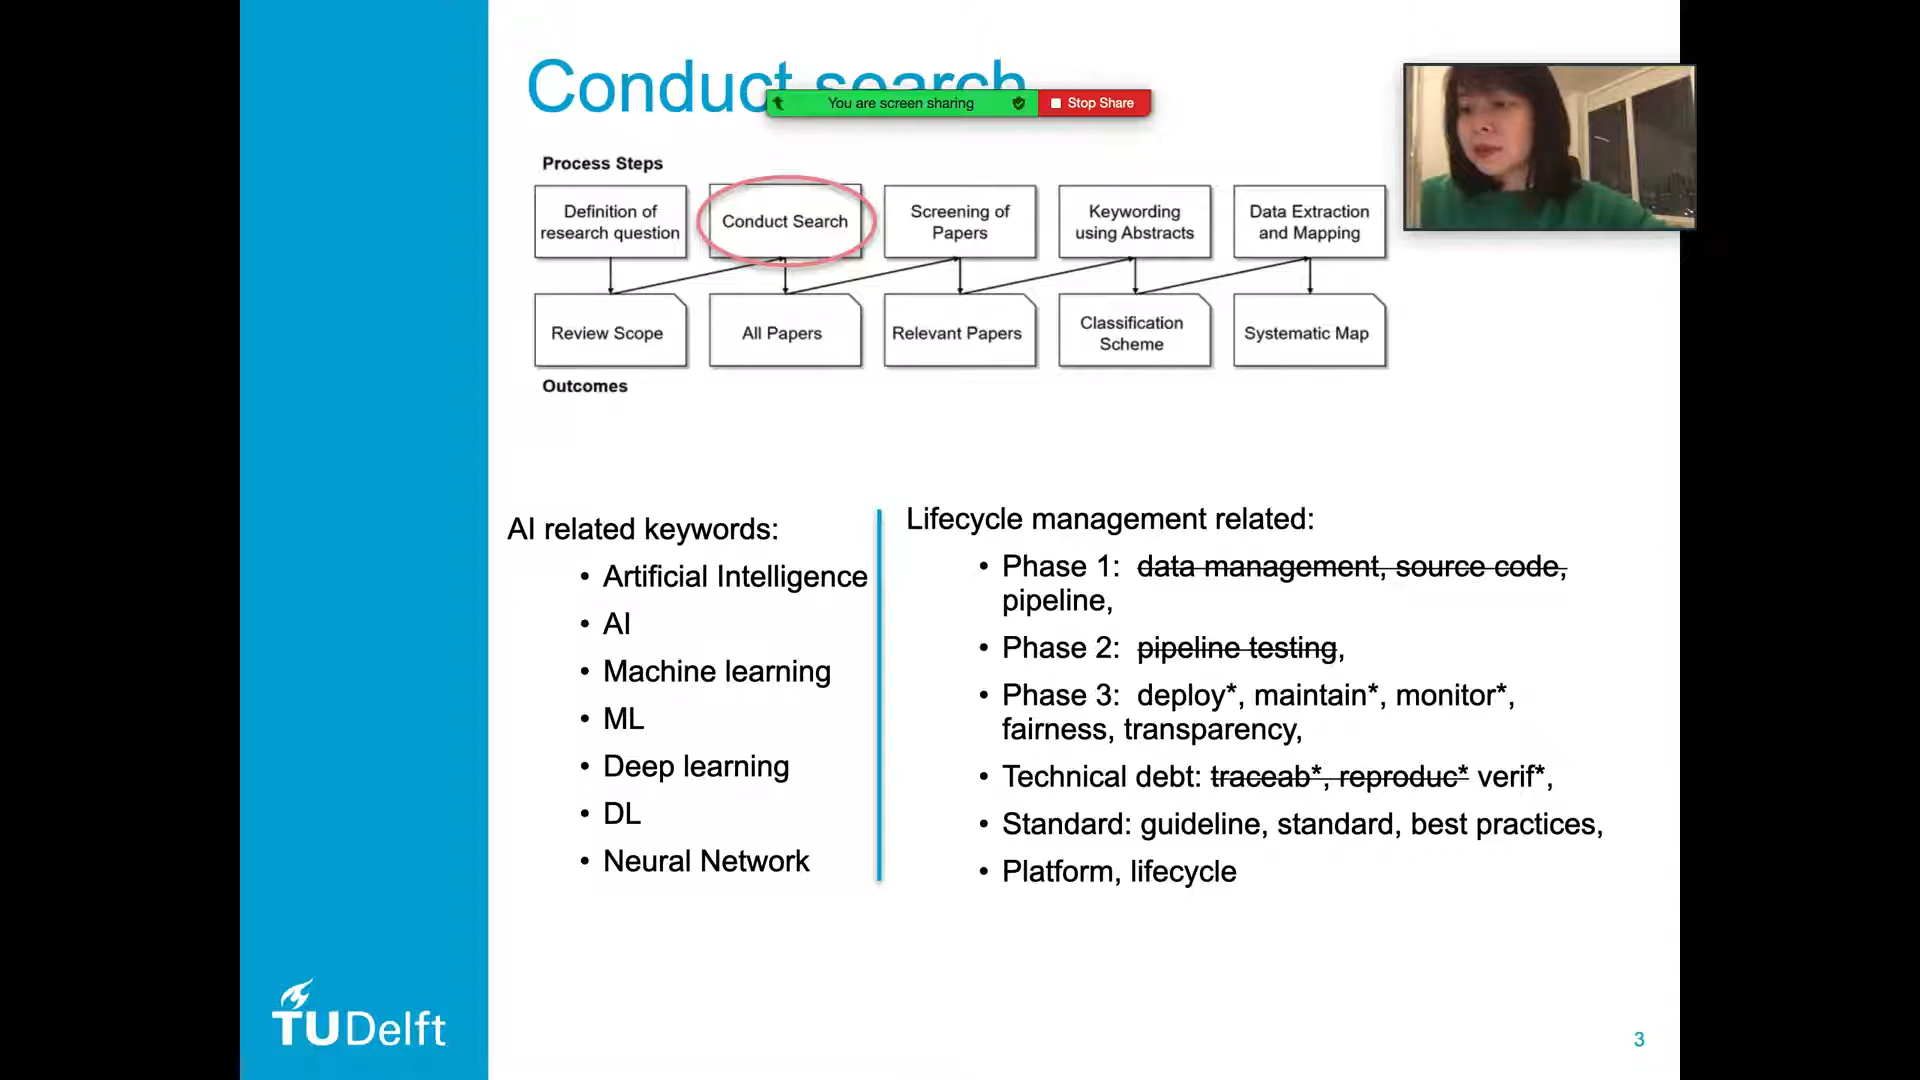 Conduct search
You are screen sharing
Stop Share
Process Steps
Definition of
research question
Conduct Search
Screening of
Papers
Keywording
using Abstracts
Data Extraction
and Mapping
Review Scope
All Papers
Relevant Papers
Classification
Scheme
Systematic Map
Outcomes
AI related keywords:
• Artificial Intelligence
• AI
• Machine learning
• ML
• Deep learning
• DL
• Neural Network
Lifecycle management related:
• Phase 1: data management, source code,
pipeline,
• Phase 2: pipeline testing,
• Phase 3: deploy*, maintain*, monitor*,
fairness, transparency,
• Technical debt: traceab*, reproduc* verif*,
• Standard: guideline, standard, best practices,
• Platform, lifecycle
TUDelft
3